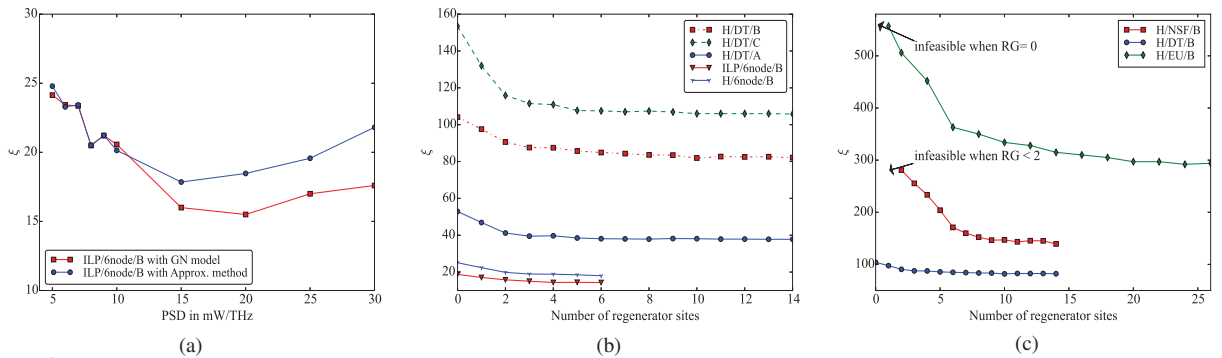 30
25
20
15
10
ξ
5
10
15
20
25
30
PSD in mW/THz
ILP/6node/B with GN model
ILP/6node/B with Approx. method
(a)
160
140
120
100
80
60
40
20
ξ
0
2
4
6
8
10
12
14
Number of regenerator sites
H/DT/B
H/DT/C
H/DT/A
ILP/6node/B
H/6node/B
(b)
500
400
300
200
100
ξ
0
5
10
15
20
25
Number of regenerator sites
infeasible when RG= 0
infeasible when RG < 2
H/NSF/B
H/DT/B
H/EU/B
(c)